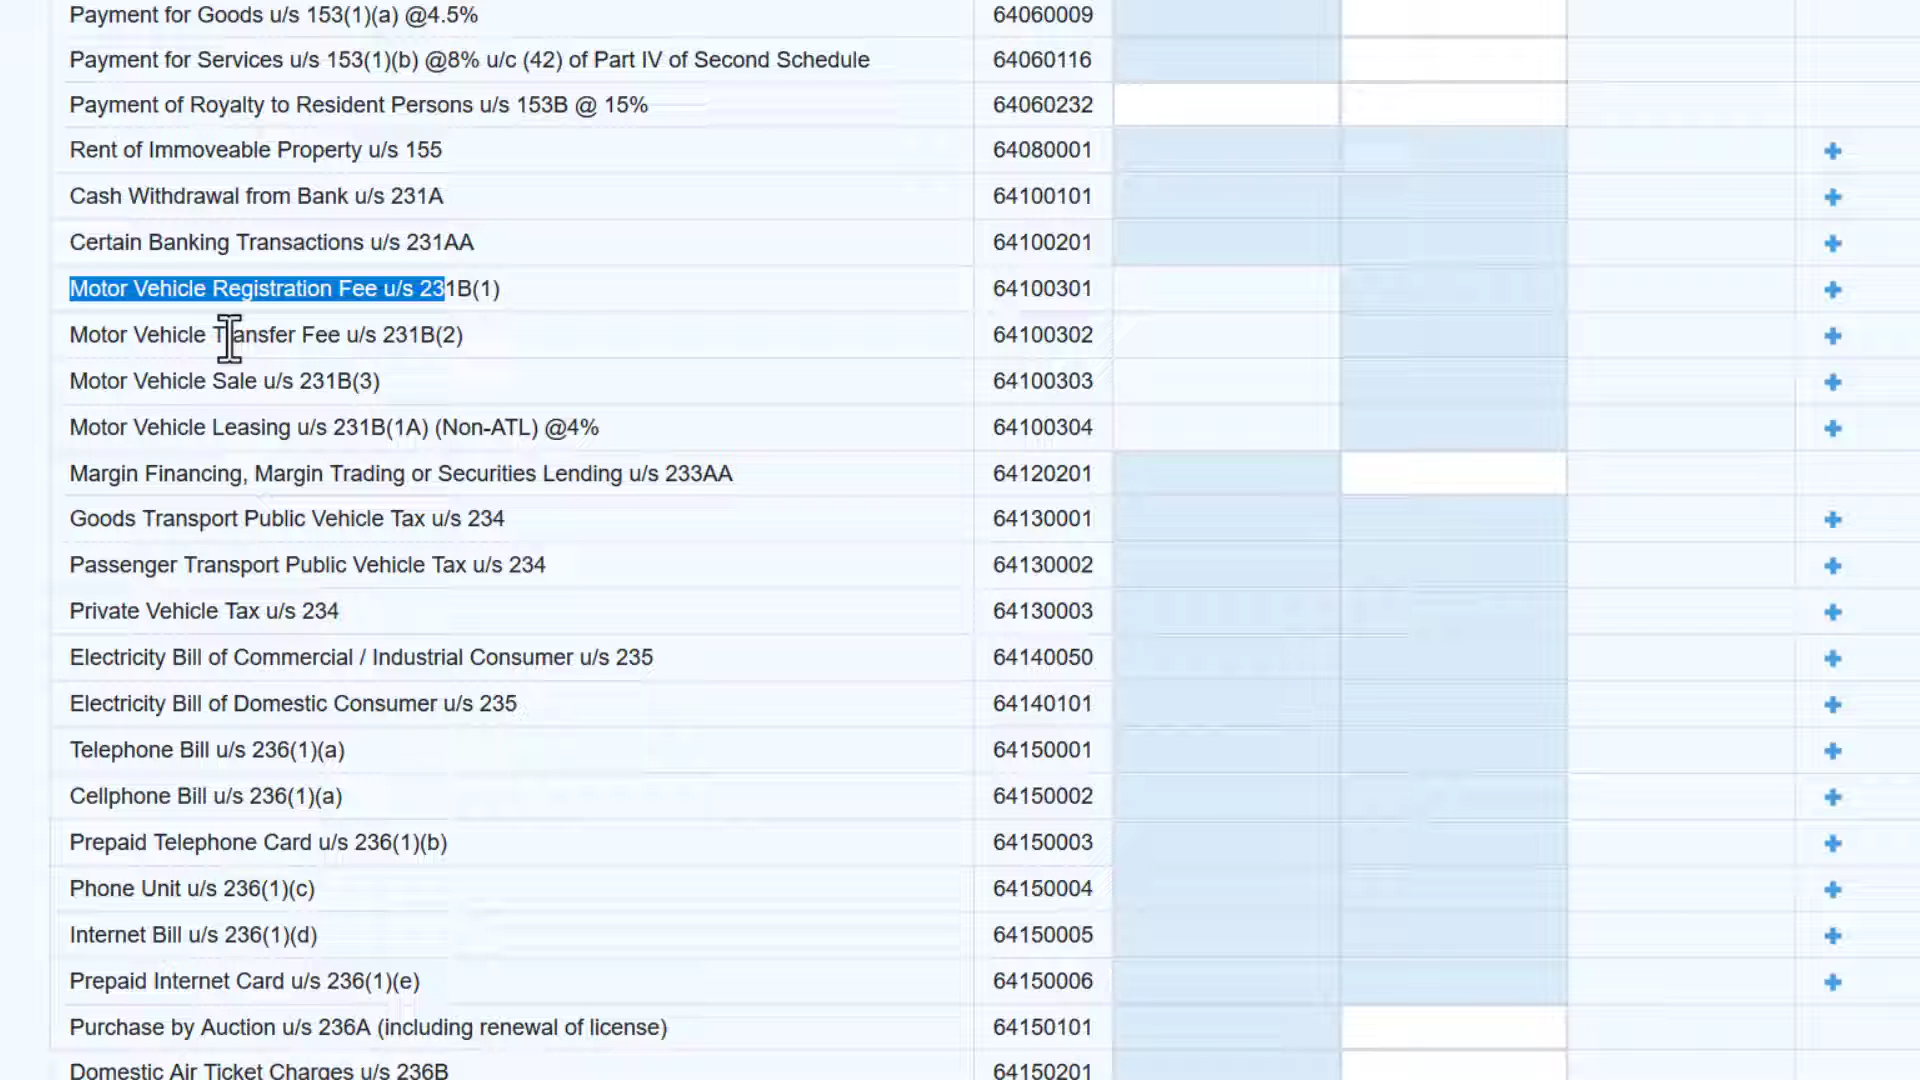 Payment for Goods u/s 153(1)(a) @4.5% 64060009
Payment for Services u/s 153(1)(b) @8% u/c (42) of Part IV of Second Schedule 64060116
Payment of Royalty to Resident Persons u/s 153B @ 15% 64060232
Rent of Immoveable Property u/s 155 64080001
Cash Withdrawal from Bank u/s 231A 64100101
Certain Banking Transactions u/s 231AA 64100201
Motor Vehicle Registration Fee u/s 231B(1) 64100301
Motor Vehicle Transfer Fee u/s 231B(2) 64100302
Motor Vehicle Sale u/s 231B(3) 64100303
Motor Vehicle Leasing u/s 231B(1A) (Non-ATL) @4% 64100304
Margin Financing, Margin Trading or Securities Lending u/s 233AA 64120201
Goods Transport Public Vehicle Tax u/s 234 64130001
Passenger Transport Public Vehicle Tax u/s 234 64130002
Private Vehicle Tax u/s 234 64130003
Electricity Bill of Commercial / Industrial Consumer u/s 235 64140050
Electricity Bill of Domestic Consumer u/s 235 64140101
Telephone Bill u/s 236(1)(a) 64150001
Cellphone Bill u/s 236(1)(a) 64150002
Prepaid Telephone Card u/s 236(1)(b) 64150003
Phone Unit u/s 236(1)(c) 64150004
Internet Bill u/s 236(1)(d) 64150005
Prepaid Internet Card u/s 236(1)(e) 64150006
Purchase by Auction u/s 236A (including renewal of license) 64150101
Domestic Air Ticket Charges u/s 236B 64150201